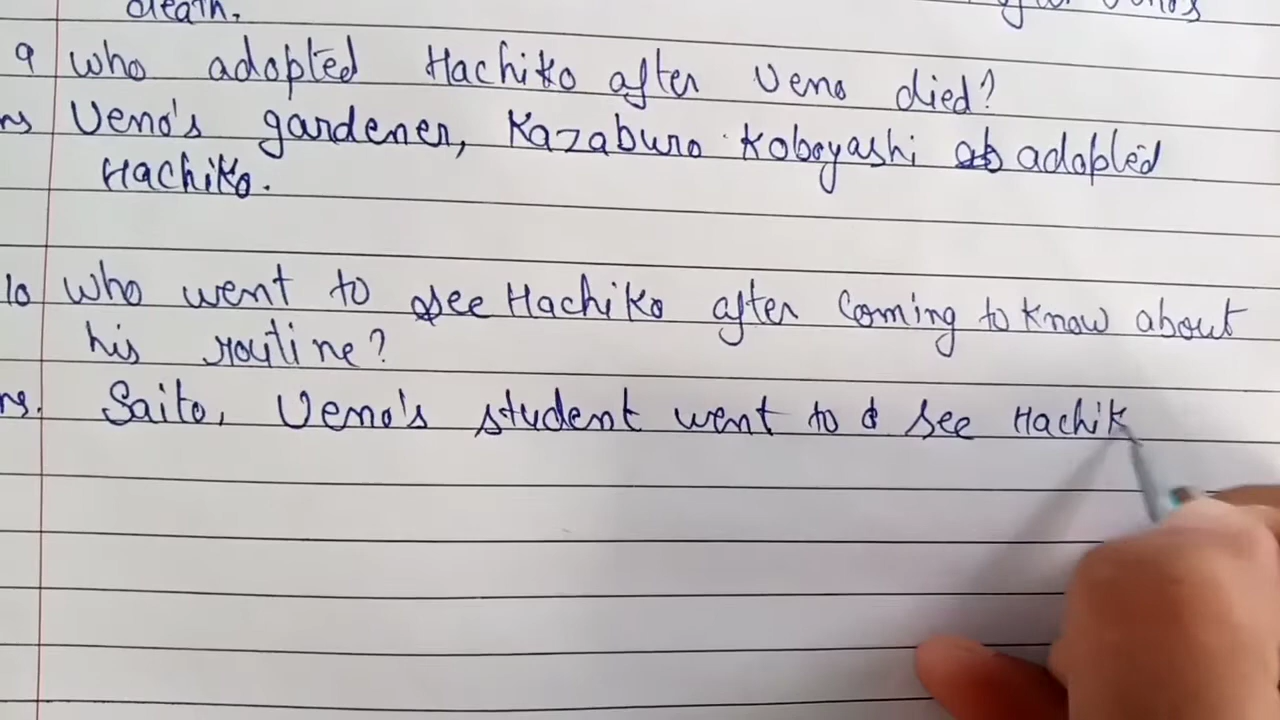 death.
9 who adopted Hachiko after Ueno died?
ns Ueno's gardener, Kazaburo Koboyashi adopted
Hachiko.
10 Who went to see Hachiko after coming to know about
his routine?
ns. Saito, Ueno's student went to see Hachik